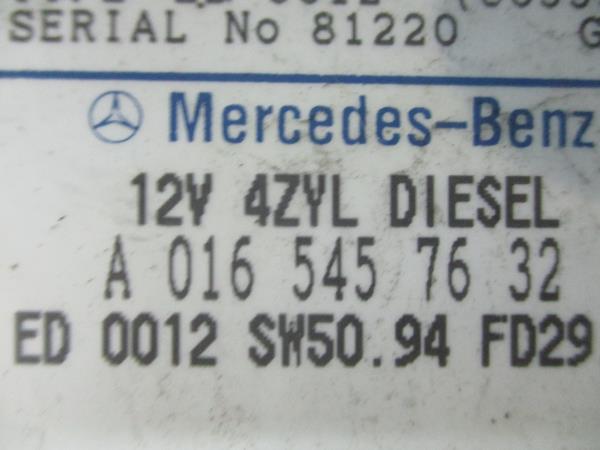 SERIAL No 81220
Mercedes-Benz
12V 4ZYL DIESEL
A 016 545 76 32
ED 0012 SW50.94 FD29